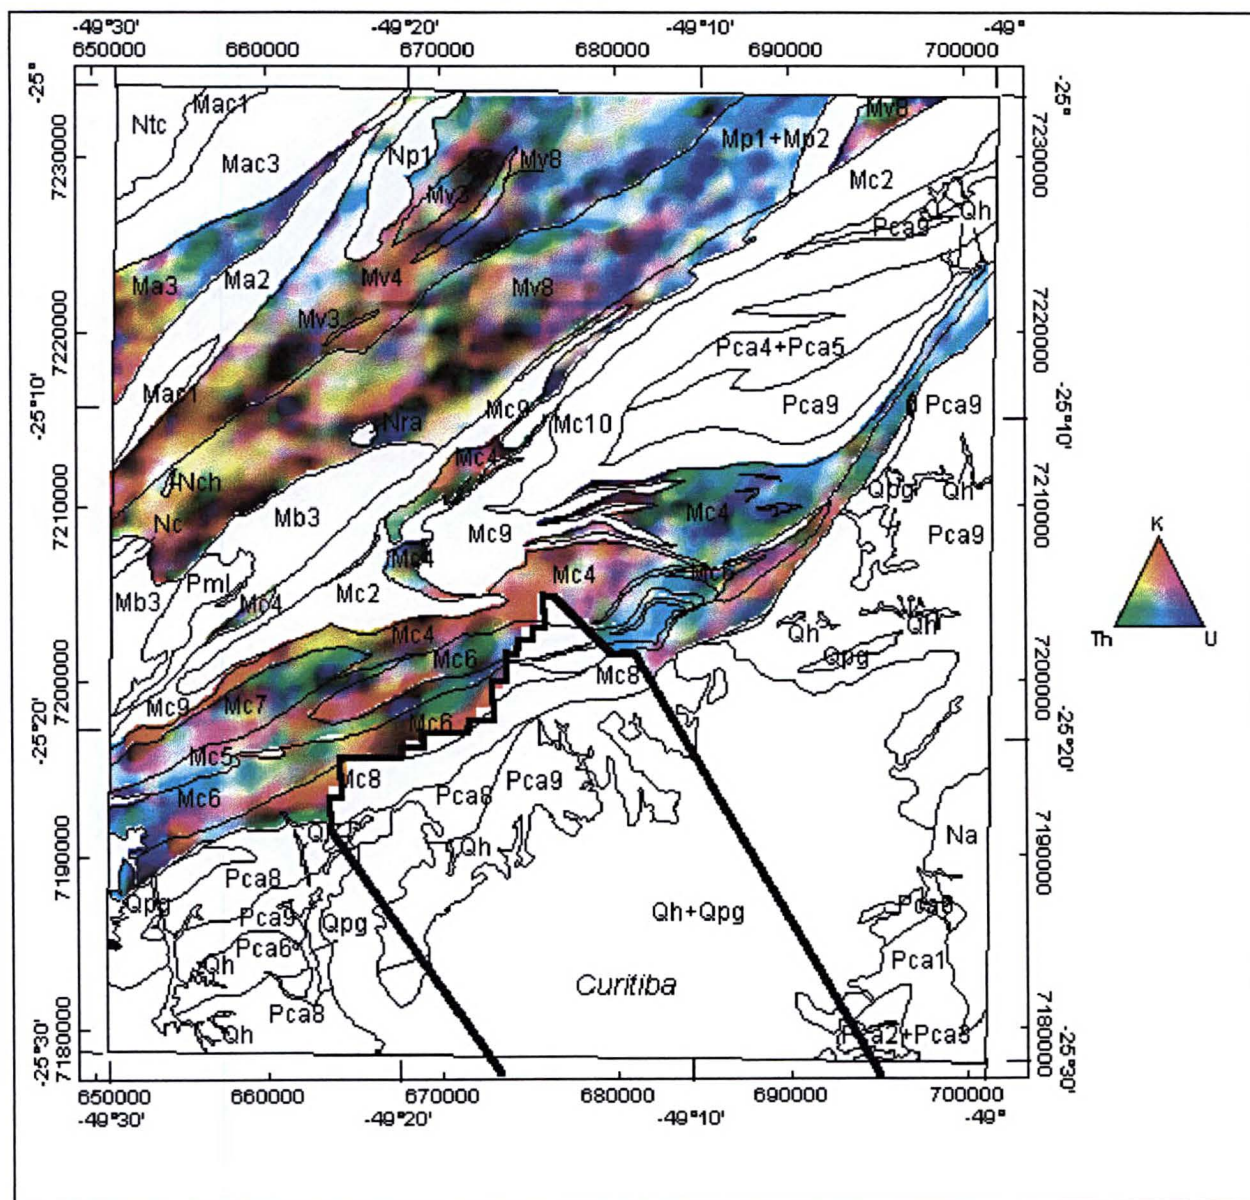 -49°30' -49°20' -49°10' -49°
650000 660000 670000 680000 690000 700000
-25° -25°
Mac1 Mv8
Ntc
Mp1+Mp2
7230000 7230000
Mac3 Np1 Mv8
Mc2
Mv3
Qh
Pca9
Ma3 Ma2 Mv4 Mv8
Mv3
7220000 7220000
Pca4+Pca5
Mac1
Mc9 Pca9 Pca9
-25°10' -25°10'
Nra Mc10
Mc4
Nch
Qpg Qh
7210000 7210000
Nc Mb3 Mc4
Mc9 Pca9
K
Mc4
Pml Mc4
Mb3 Mc4 Mc2
Th U
Mc4 Qh Qh
Mc6 Qpg
Mc8
7200000 7200000
Mc9 Mc7
-25°20' Mc6 -25°20'
Mc5
Mc8 Pca9
Mc6 Pca8
Na
7190000 Qh 7190000
Pca8
Qpg
Pca9 Qpg Qh+Qpg
Pca6
Qh Pca1
Curitiba
Pca8
Qh
7180000 7180000
-25°30' -25°30'
650000 660000 670000 680000 690000 700000
-49°30' -49°20' -49°10' -49°